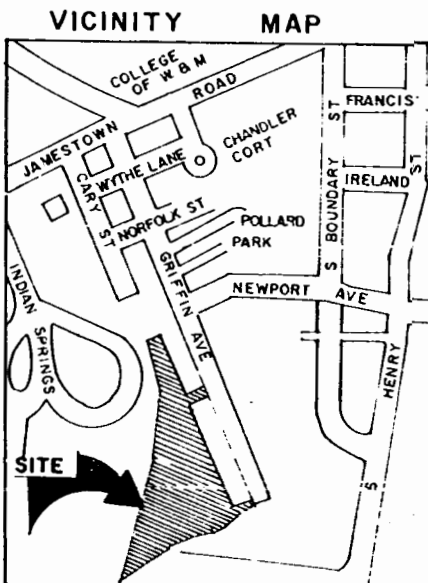 VICINITY MAP
COLLEGE
OF W & M
ROAD
JAMESTOWN
FRANCIS
ST
CHANDLER
CORT
WYTHE LANE
CARY ST
IRELAND
ST
NORFOLK ST
POLLARD
PARK
S BOUNDARY
GRIFFIN AVE
NEWPORT AVE
INDIAN
SPRINGS
HENRY
SITE
S